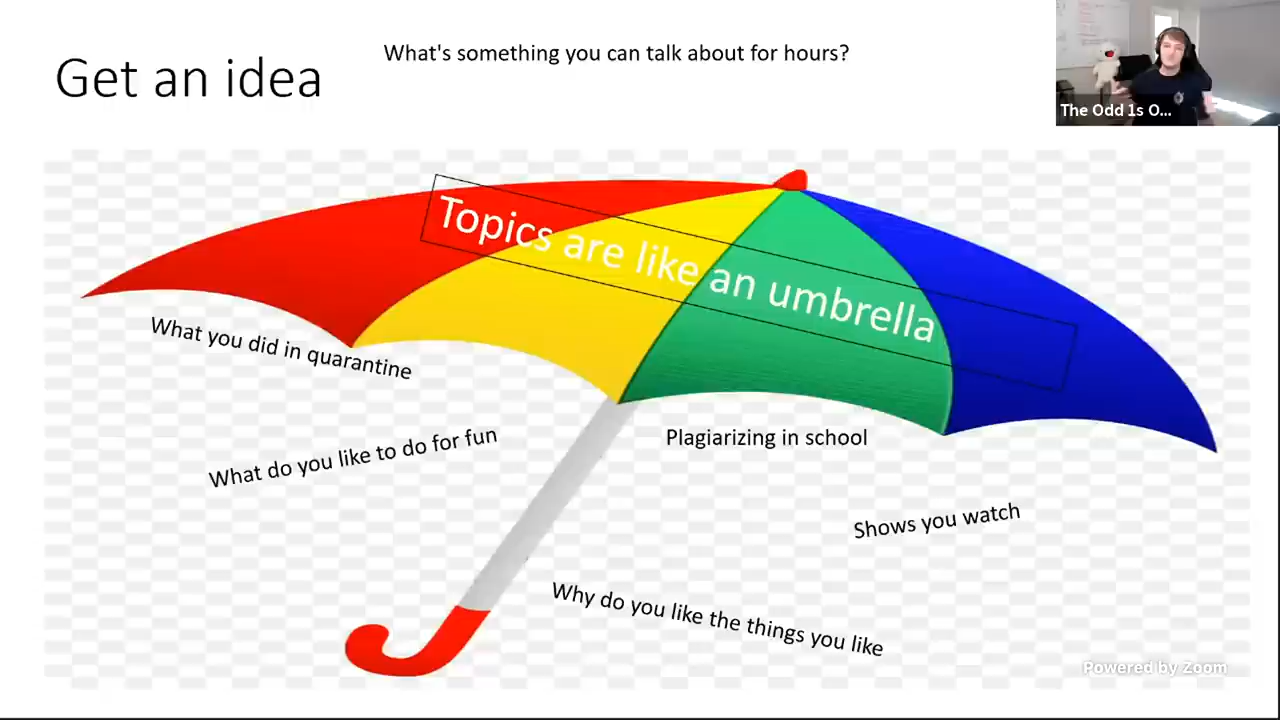 What's something you can talk about for hours?
Get an idea
The Odd 1s O...
Topics are like an umbrella
What you did in quarantine
What do you like to do for fun
Plagiarizing in school
Shows you watch
Why do you like the things you like
Powered by Zoom